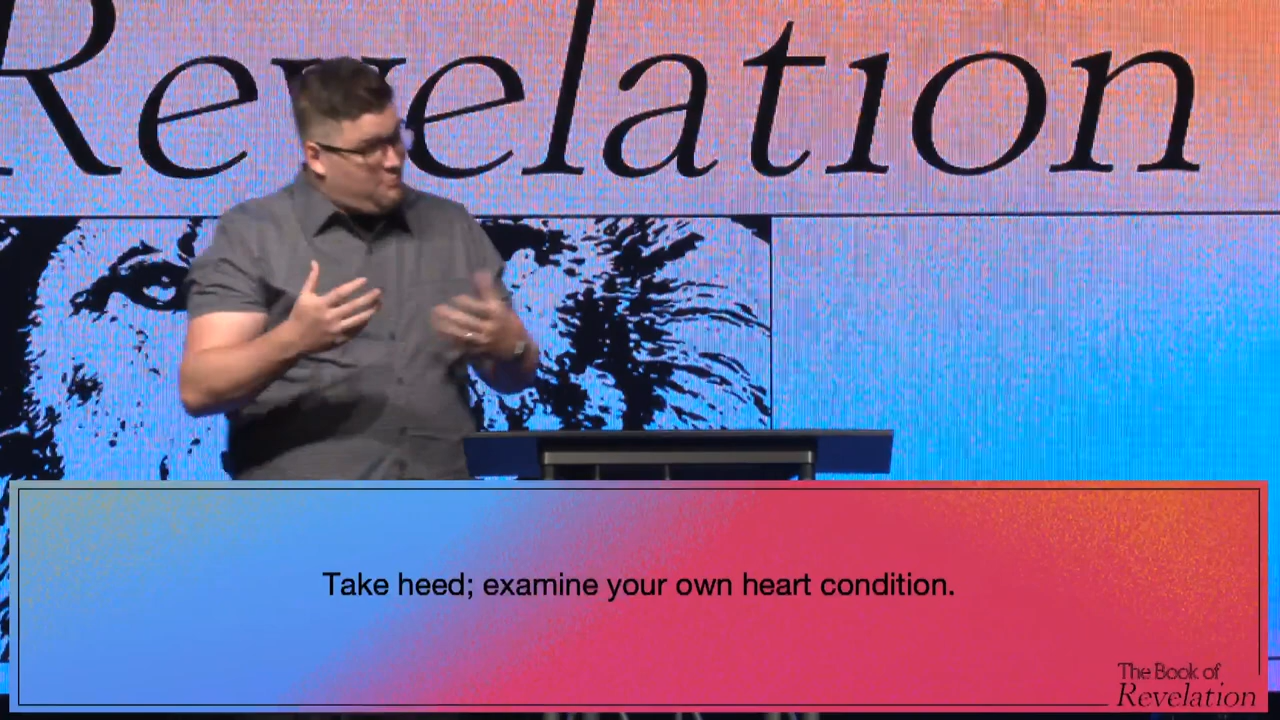 Revelation
Take heed; examine your own heart condition.
The Book of
Revelation